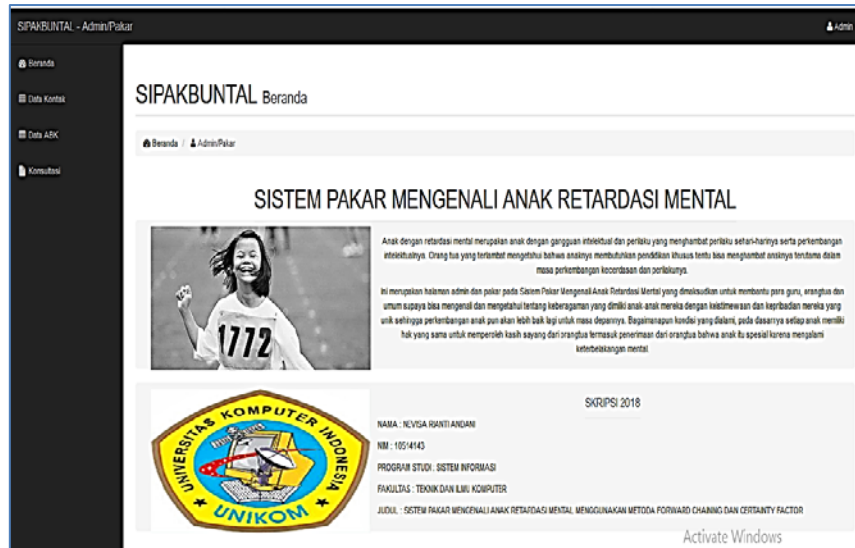 SIPAKBUNTAL - Admin/Pakar
Admin
Beranda
Data Kontak
Data ABK
Konsultasi
SIPAKBUNTAL Beranda
Beranda / Admin/Pakar
SISTEM PAKAR MENGENALI ANAK RETARDASI MENTAL
1772
Anak dengan retardasi mental merupakan anak dengan gangguan intelektual dan perilaku yang menghambat perilaku sehari-harinya serta perkembangan
intelektualnya. Orang tua yang terlambat mengetahui bahwa anaknya membutuhkan pendidikan khusus tentu bisa menghambat anaknya terutama dalam
masa perkembangan kecerdasan dan perilakunya.
Ini merupakan halaman admin dan pakar pada Sistem Pakar Mengenali Anak Retardasi Mental yang dimaksudkan untuk membantu para guru, orangtua dan
umum supaya bisa mengenali dan mengetahui tentang keberagaman yang dimiliki anak-anak mereka dengan keistimewaan dan kepribadian mereka yang
unik sehingga perkembangan anak pun akan lebih baik lagi untuk masa depannya. Bagaimanapun kondisi yang dialami, pada dasarnya setiap anak memiliki
hak yang sama untuk memperoleh kasih sayang dari orangtua termasuk penerimaan dari orangtua bahwa anak itu spesial karena mengalami
keterbelakangan mental.
UNIVERSITAS KOMPUTER INDONESIA
UNIKOM
SKRIPSI 2018
NAMA : NEVISA RIANTI ANDANI
NIM : 10514143
PROGRAM STUDI : SISTEM INFORMASI
FAKULTAS : TEKNIK DAN ILMU KOMPUTER
JUDUL : SISTEM PAKAR MENGENALI ANAK RETARDASI MENTAL MENGGUNAKAN METODA FORWARD CHAINING DAN CERTAINTY FACTOR
Activate Windows